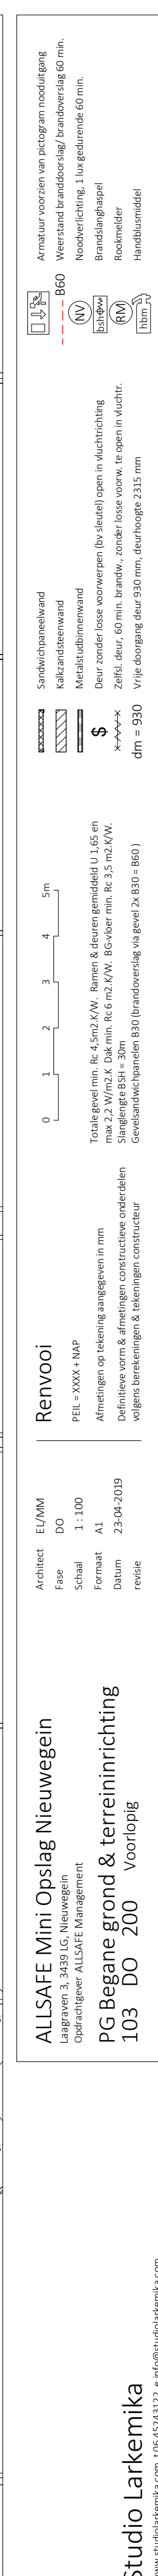 Studio Larkemika
www.studiolarkemika.com t 06 45243122 e info@studiolarkemika.com
ALLSAFE Mini Opslag Nieuwegein
Laagraven 3, 3439 LG, Nieuwegein
Opdrachtgever ALLSAFE Management
PG Begane grond & terreininrichting
103 DO 200 Voorlopig
Architect EL/MM
Fase DO
Schaal 1 : 100
Formaat A1
Datum 23-04-2019
revisie
Renvooi
PEIL = XXXX + NAP
Afmetingen op tekening aangegeven in mm
Definitieve vorm & afmetingen constructieve onderdelen
volgens berekeningen & tekeningen constructeur
0 1 2 3 4 5m
Totale gevel min. Rc 4,5m2.K/W. Ramen & deuren gemiddeld U 1,65 en
max 2,2 W/m2.K Dak min. Rc 6 m2.K/W. BG-vloer min. Rc 3,5 m2.K/W.
Slanglengte BSH = 30m
Gevelsandwichpanelen B30 (brandoverslag via gevel 2x B30 = B60 )
Sandwichpaneelwand
Kalkzandsteenwand
Metalstudbinnenwand
$ Deur zonder losse voorwerpen (bv sleutel) open in vluchtrichting
Zelfsl. deur, 60 min. brandw., zonder losse voorw. te open in vluchtr.
dm = 930 Vrije doorgang deur 930 mm, deurhoogte 2315 mm
Armatuur voorzien van pictogram nooduitgang
B60 Weerstand branddoorslag/ brandoverslag 60 min.
NV Noodverlichting, 1 lux gedurende 60 min.
bsh Brandslanghaspel
RM Rookmelder
hbm Handblusmiddel